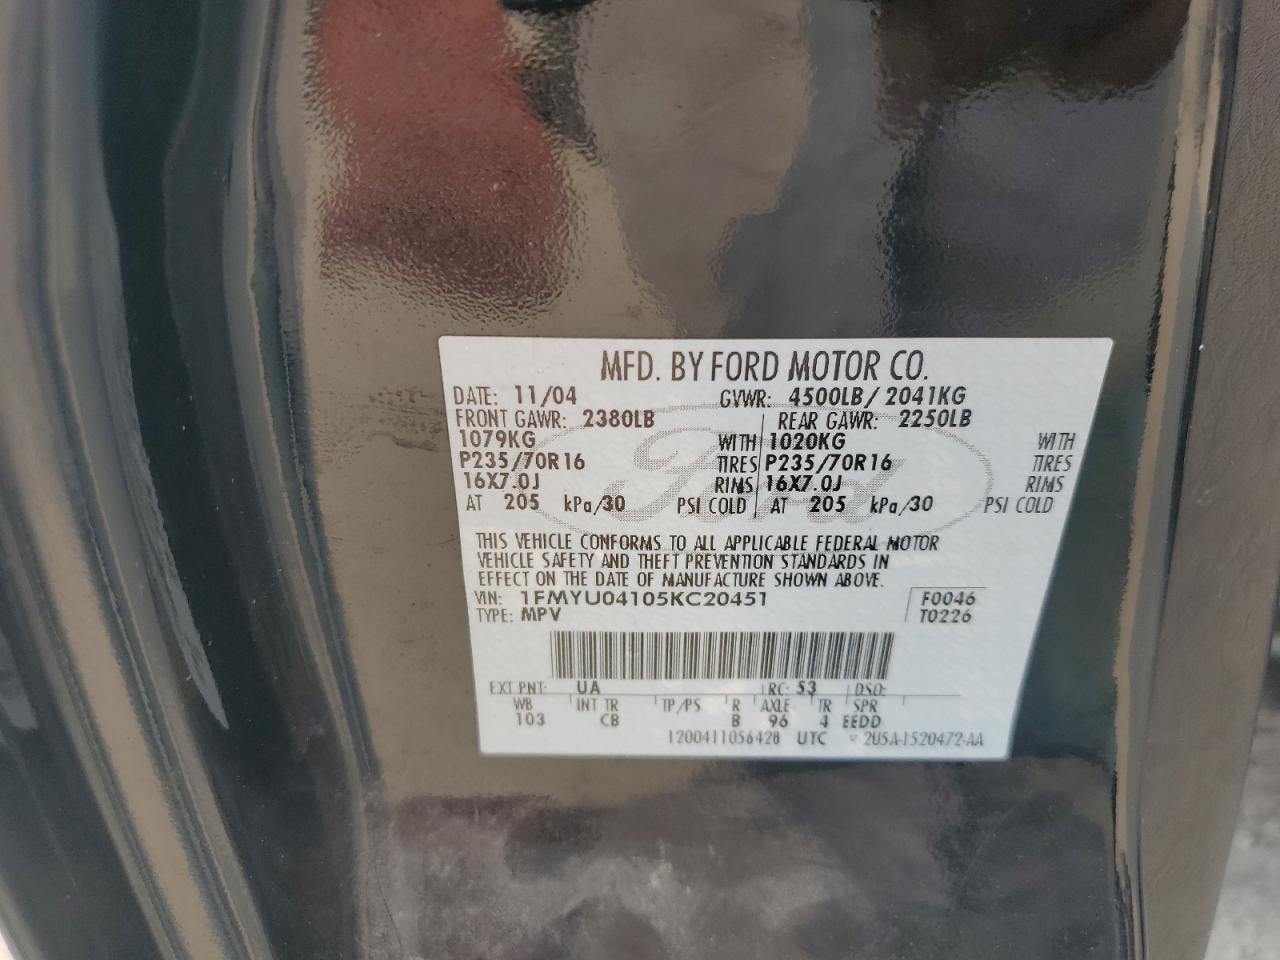 MFD. BY FORD MOTOR CO.
DATE: 11/04 GVWR: 4500LB/ 2041KG
FRONT GAWR: 2380LB REAR GAWR: 2250LB
1079KG WITH 1020KG WITH
P235/70R16 TIRES P235/70R16 TIRES
16X7.0J RIMS 16X7.0J RIMS
AT 205 kPa/30 PSI COLD AT 205 kPa/30 PSI COLD
Ford
THIS VEHICLE CONFORMS TO ALL APPLICABLE FEDERAL MOTOR
VEHICLE SAFETY AND THEFT PREVENTION STANDARDS IN
EFFECT ON THE DATE OF MANUFACTURE SHOWN ABOVE.
VIN: 1FMYU04105KC20451 F0046
TYPE: MPV T0226
EXT PNT: UA RC: 53 DSO:
WB INT TR TP/PS R AXLE TR SPR
103 CB B 96 4 EEDD
1200411056428 UTC 2U5A-1520472-AA